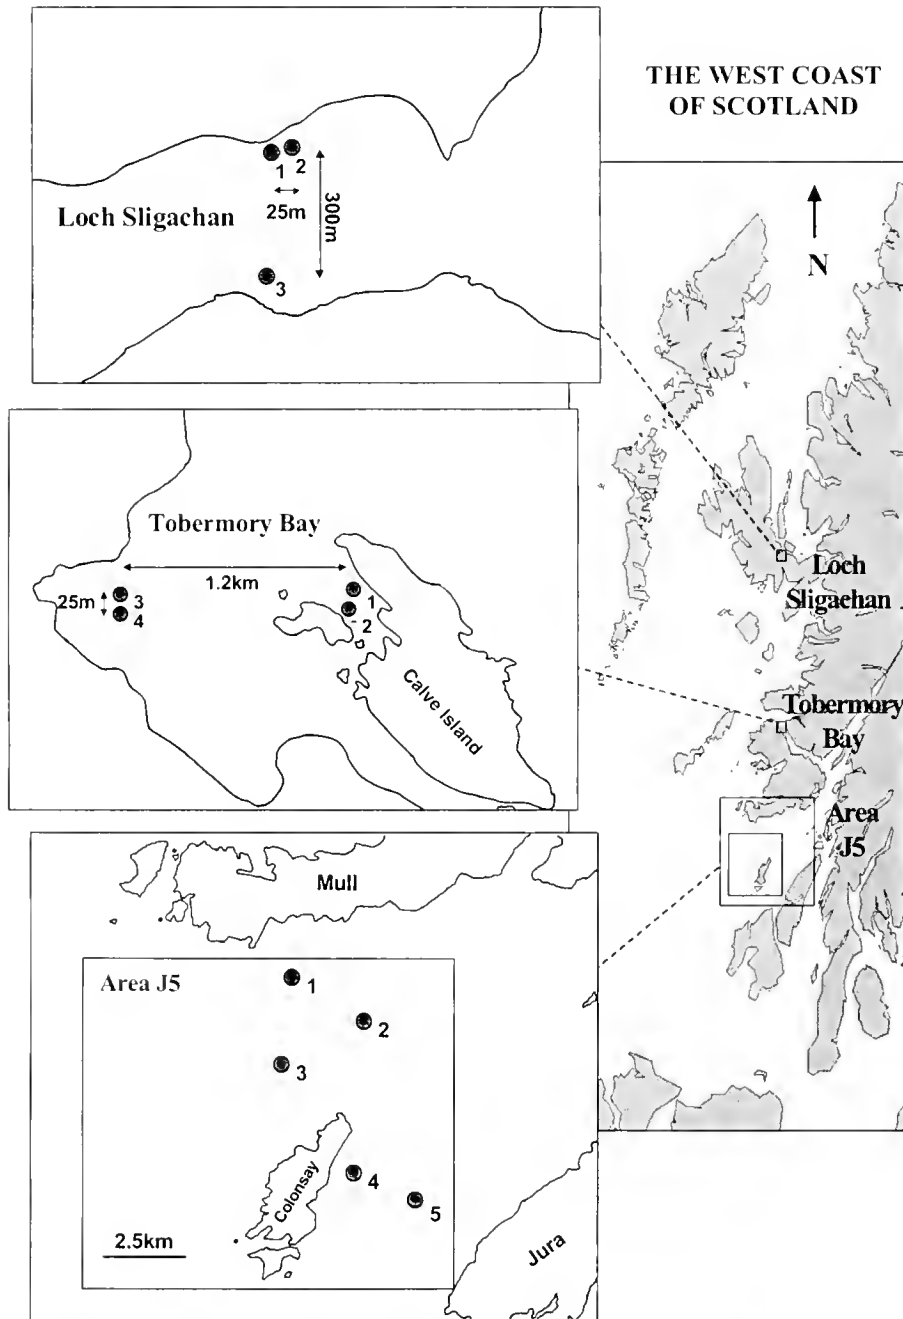 THE WEST COAST
OF SCOTLAND
N
1
2
25m
300m
Loch Sligachan
3
Tobermory Bay
1.2km
25m
3
4
1
2
Calve Island
Loch
Sligachan
Tobermory
Bay
Area
J5
Mull
Area J5
1
2
3
4
5
Colonsay
2.5km
Jura